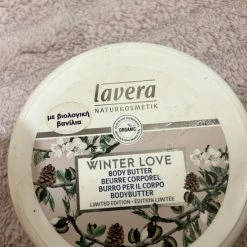 lavera
NATURKOSMETIK
με βιολογική
βανίλια
ORGANIC
WINTER LOVE
BODY BUTTER
BEURRE CORPOREL
BURRO PER IL CORPO
BODYBUTTER
LIMITED EDITION · EDITION LIMITÉE